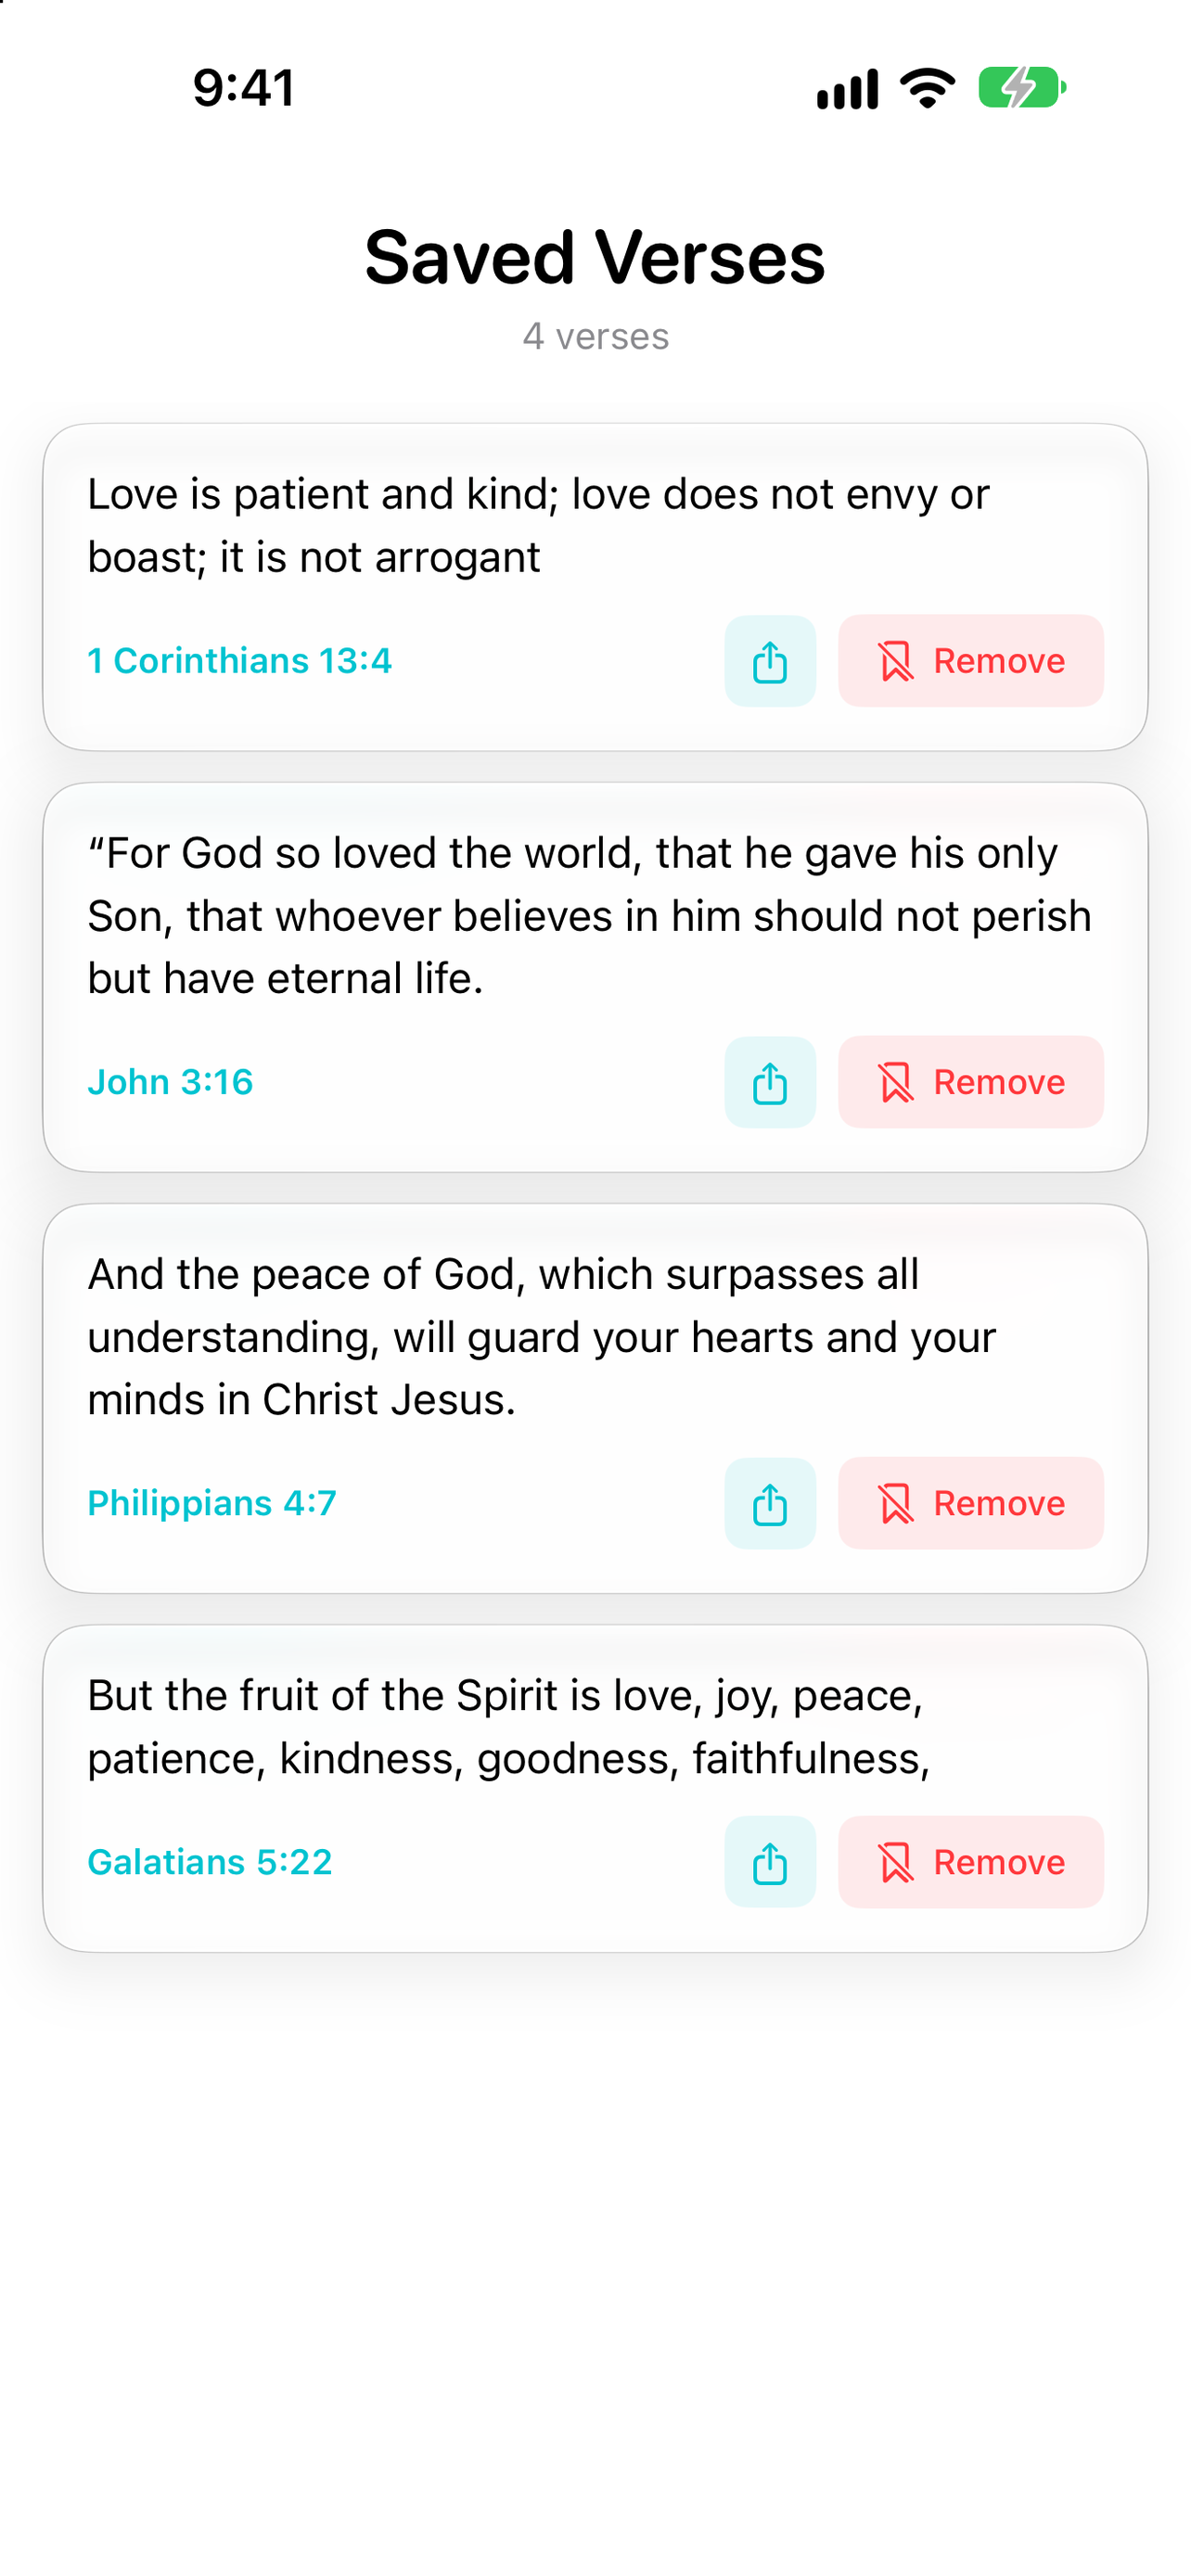 9:41
Saved Verses
4 verses
Love is patient and kind; love does not envy or
boast; it is not arrogant
1 Corinthians 13:4
Remove
“For God so loved the world, that he gave his only
Son, that whoever believes in him should not perish
but have eternal life.
John 3:16
Remove
And the peace of God, which surpasses all
understanding, will guard your hearts and your
minds in Christ Jesus.
Philippians 4:7
Remove
But the fruit of the Spirit is love, joy, peace,
patience, kindness, goodness, faithfulness,
Galatians 5:22
Remove